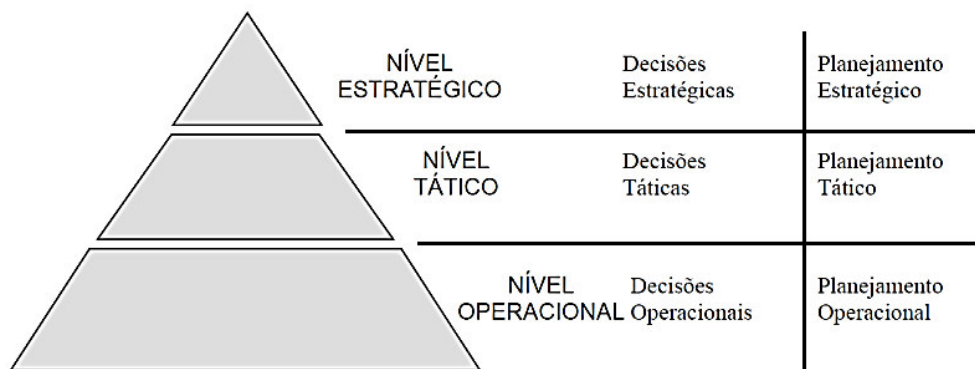 NÍVEL
ESTRATÉGICO
Decisões
Estratégicas
Planejamento
Estratégico
NÍVEL
TÁTICO
Decisões
Táticas
Planejamento
Tático
NÍVEL
OPERACIONAL
Decisões
Operacionais
Planejamento
Operacional